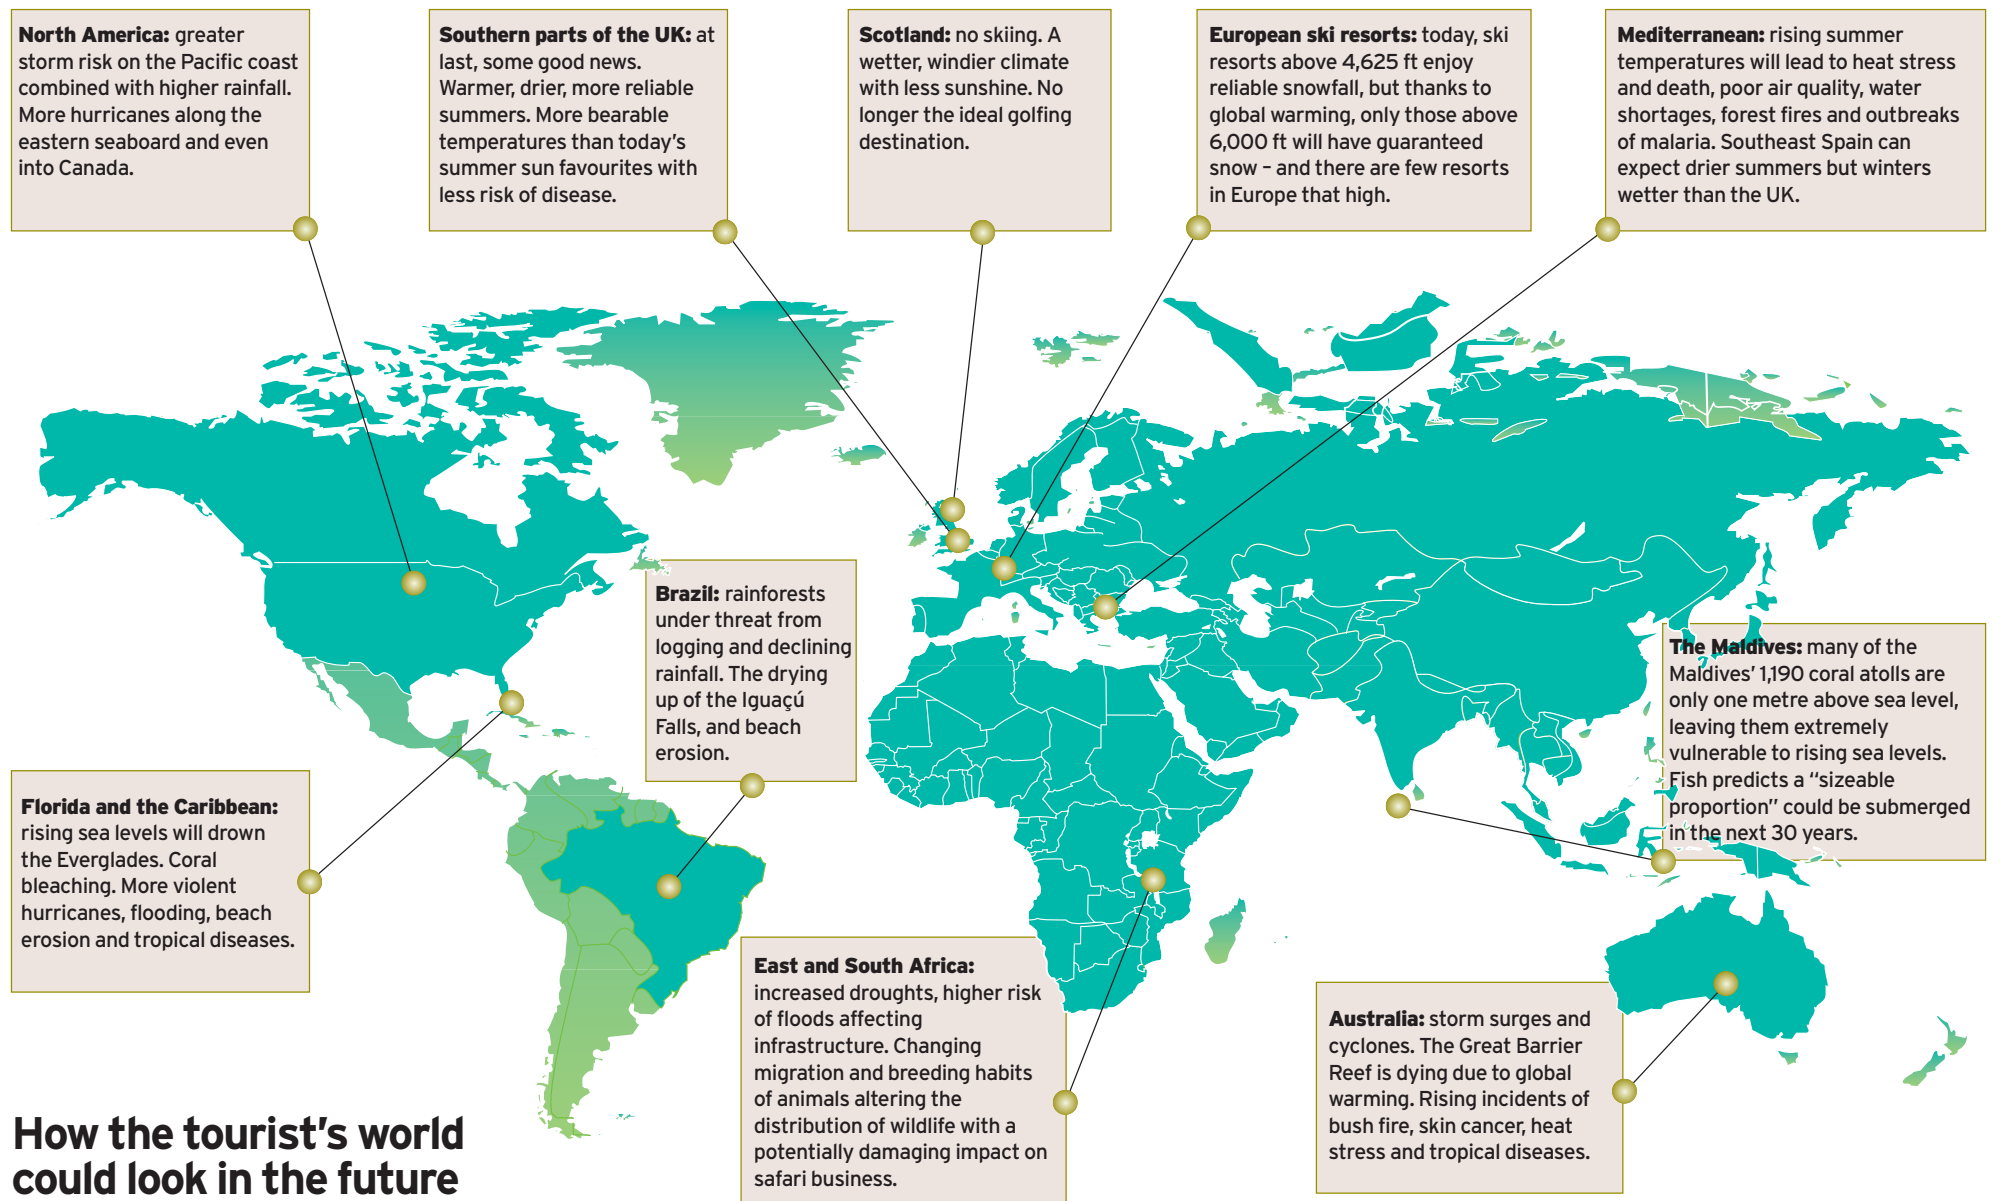 North America: greater
storm risk on the Pacific coast
combined with higher rainfall.
More hurricanes along the
eastern seaboard and even
into Canada.
Southern parts of the UK: at
last, some good news.
Warmer, drier, more reliable
summers. More bearable
temperatures than today's
summer sun favourites with
less risk of disease.
Scotland: no skiing. A
wetter, windier climate
with less sunshine. No
longer the ideal golfing
destination.
European ski resorts: today, ski
resorts above 4,625 ft enjoy
reliable snowfall, but thanks to
global warming, only those above
6,000 ft will have guaranteed
snow – and there are few resorts
in Europe that high.
Mediterranean: rising summer
temperatures will lead to heat stress
and death, poor air quality, water
shortages, forest fires and outbreaks
of malaria. Southeast Spain can
expect drier summers but winters
wetter than the UK.
Brazil: rainforests
under threat from
logging and declining
rainfall. The drying
up of the Iguaçú
Falls, and beach
erosion.
The Maldives: many of the
Maldives' 1,190 coral atolls are
only one metre above sea level,
leaving them extremely
vulnerable to rising sea levels.
Fish predicts a "sizeable
proportion" could be submerged
in the next 30 years.
Florida and the Caribbean:
rising sea levels will drown
the Everglades. Coral
bleaching. More violent
hurricanes, flooding, beach
erosion and tropical diseases.
East and South Africa:
increased droughts, higher risk
of floods affecting
infrastructure. Changing
migration and breeding habits
of animals altering the
distribution of wildlife with a
potentially damaging impact on
safari business.
Australia: storm surges and
cyclones. The Great Barrier
Reef is dying due to global
warming. Rising incidents of
bush fire, skin cancer, heat
stress and tropical diseases.
How the tourist's world
could look in the future